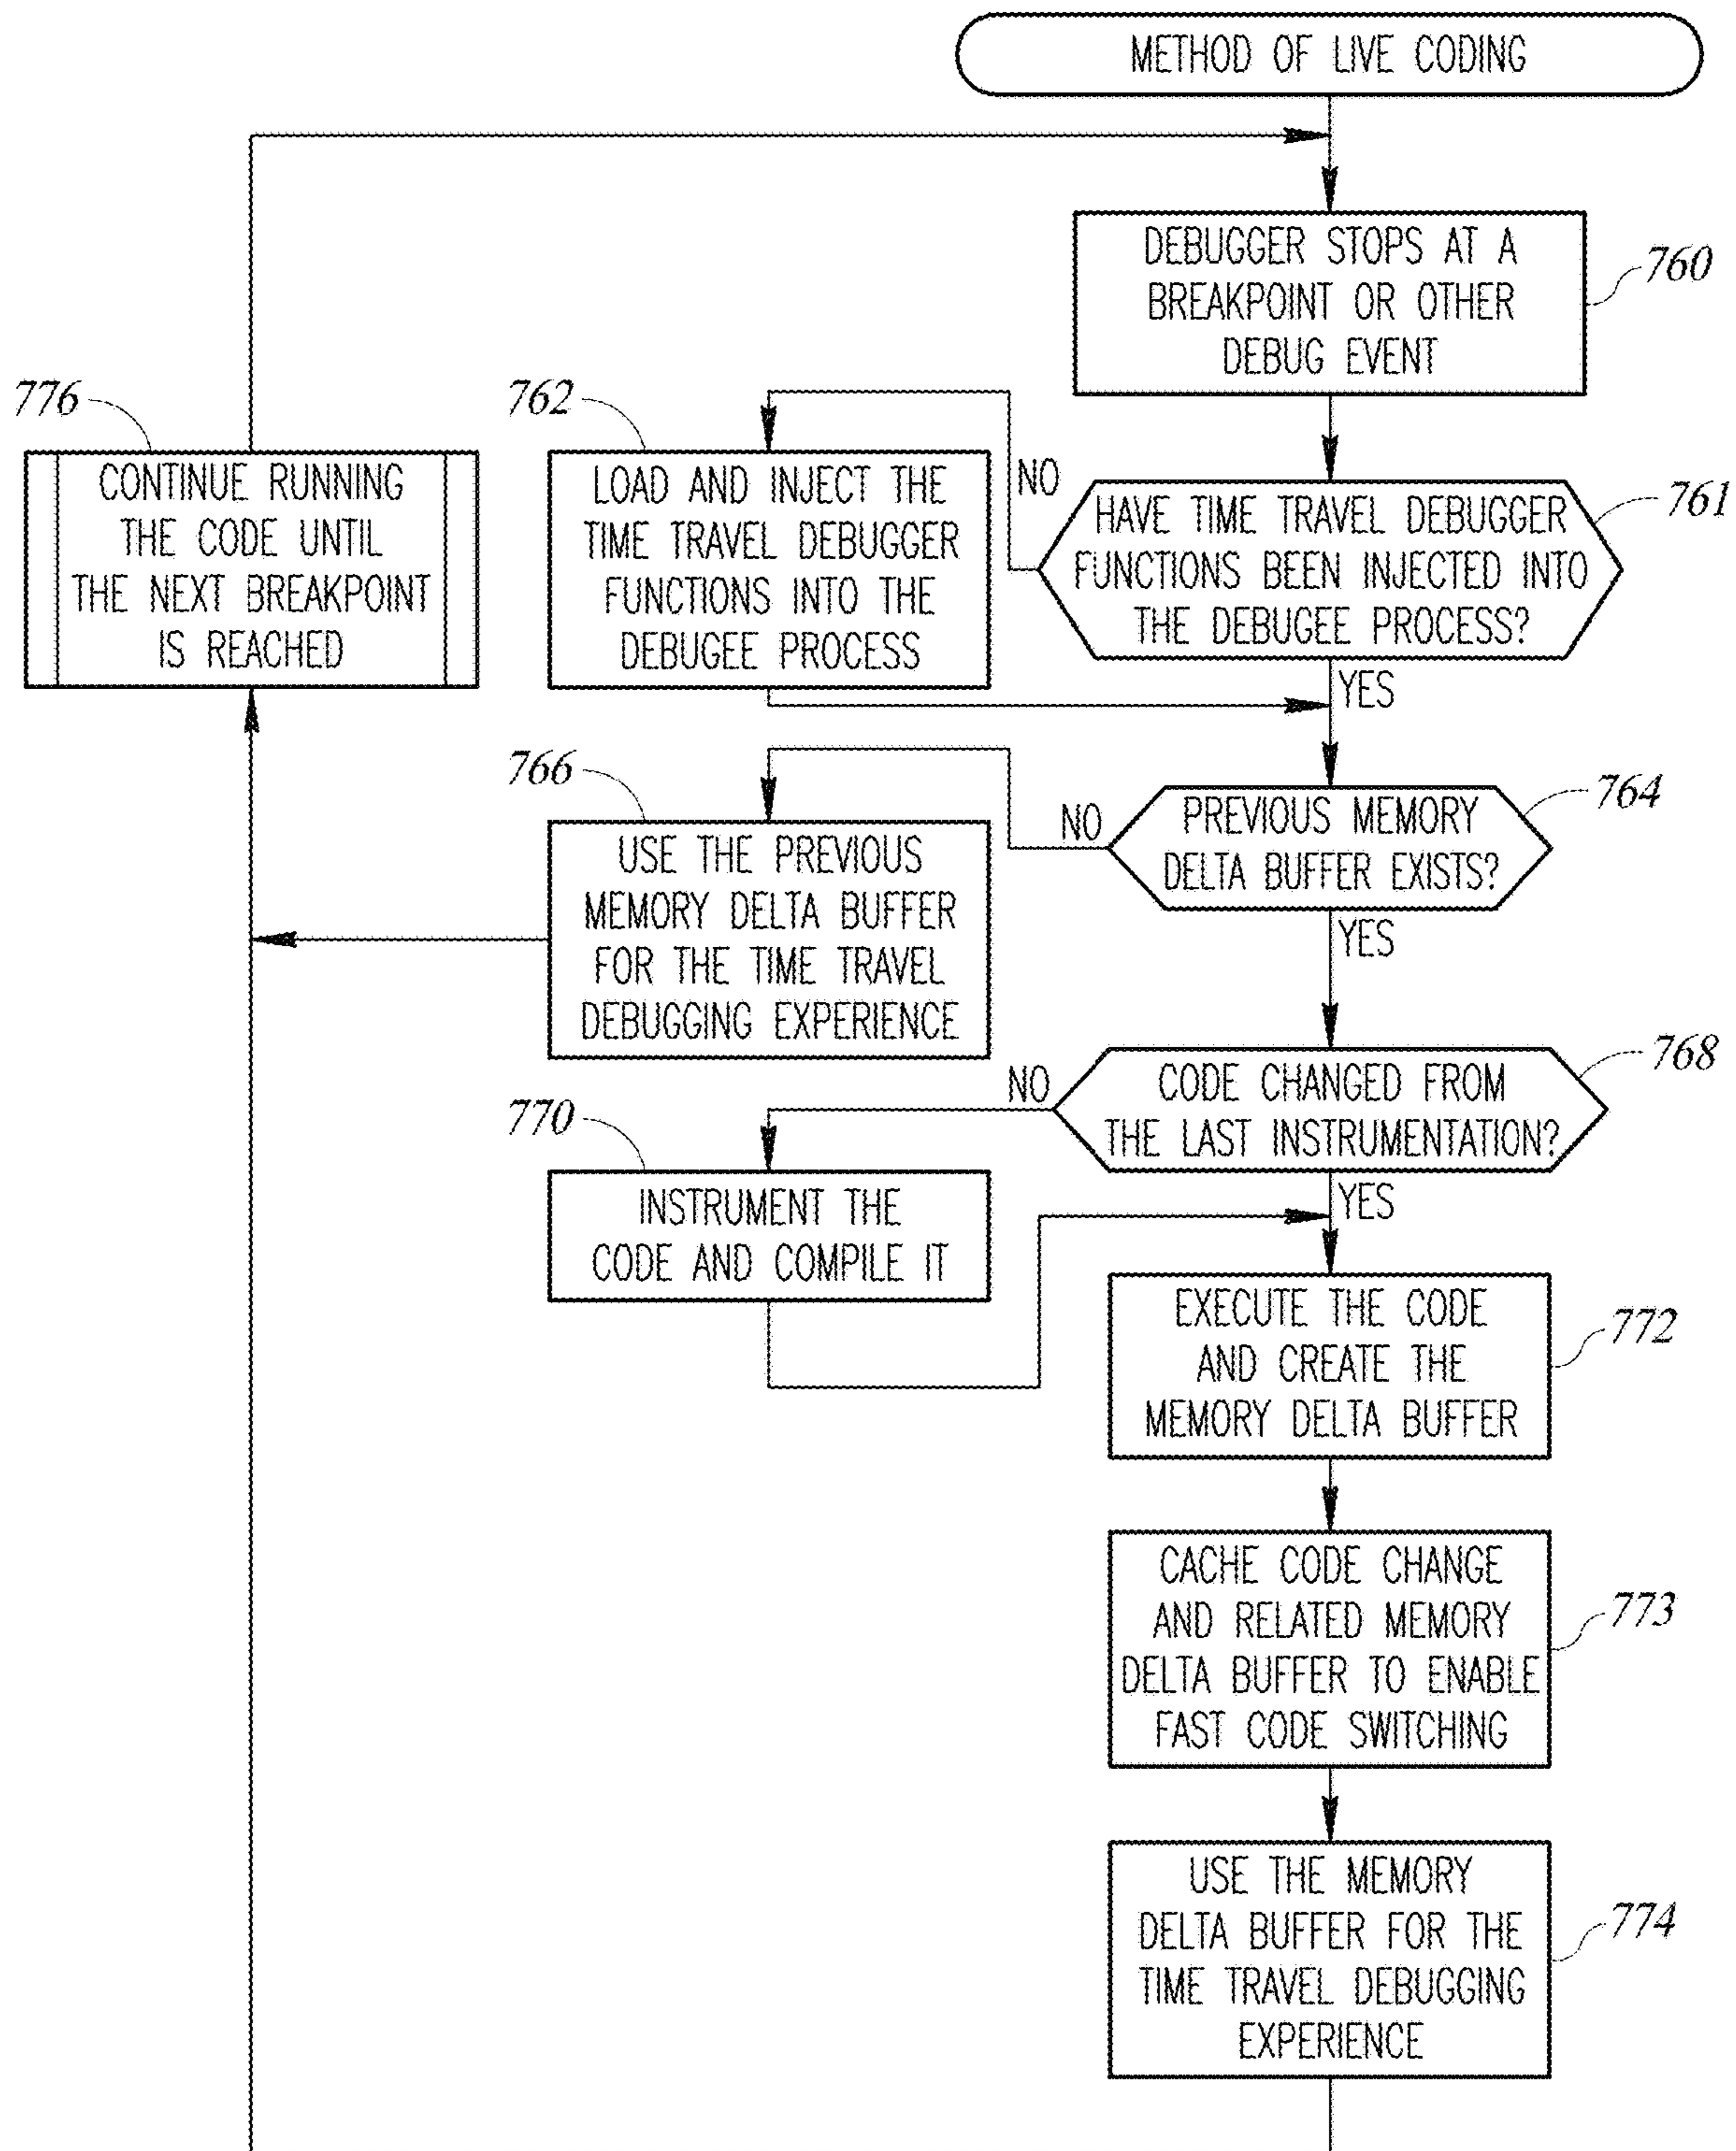 METHOD OF LIVE CODING
DEBUGGER STOPS AT A
BREAKPOINT OR OTHER
DEBUG EVENT
760
776
CONTINUE RUNNING
THE CODE UNTIL
THE NEXT BREAKPOINT
IS REACHED
762
LOAD AND INJECT THE
TIME TRAVEL DEBUGGER
FUNCTIONS INTO THE
DEBUGEE PROCESS
NO
HAVE TIME TRAVEL DEBUGGER
FUNCTIONS BEEN INJECTED INTO
THE DEBUGEE PROCESS?
761
YES
766
USE THE PREVIOUS
MEMORY DELTA BUFFER
FOR THE TIME TRAVEL
DEBUGGING EXPERIENCE
NO
PREVIOUS MEMORY
DELTA BUFFER EXISTS?
764
YES
NO
CODE CHANGED FROM
THE LAST INSTRUMENTATION?
768
770
INSTRUMENT THE
CODE AND COMPILE IT
YES
EXECUTE THE CODE
AND CREATE THE
MEMORY DELTA BUFFER
772
CACHE CODE CHANGE
AND RELATED MEMORY
DELTA BUFFER TO ENABLE
FAST CODE SWITCHING
773
USE THE MEMORY
DELTA BUFFER FOR THE
TIME TRAVEL DEBUGGING
EXPERIENCE
774